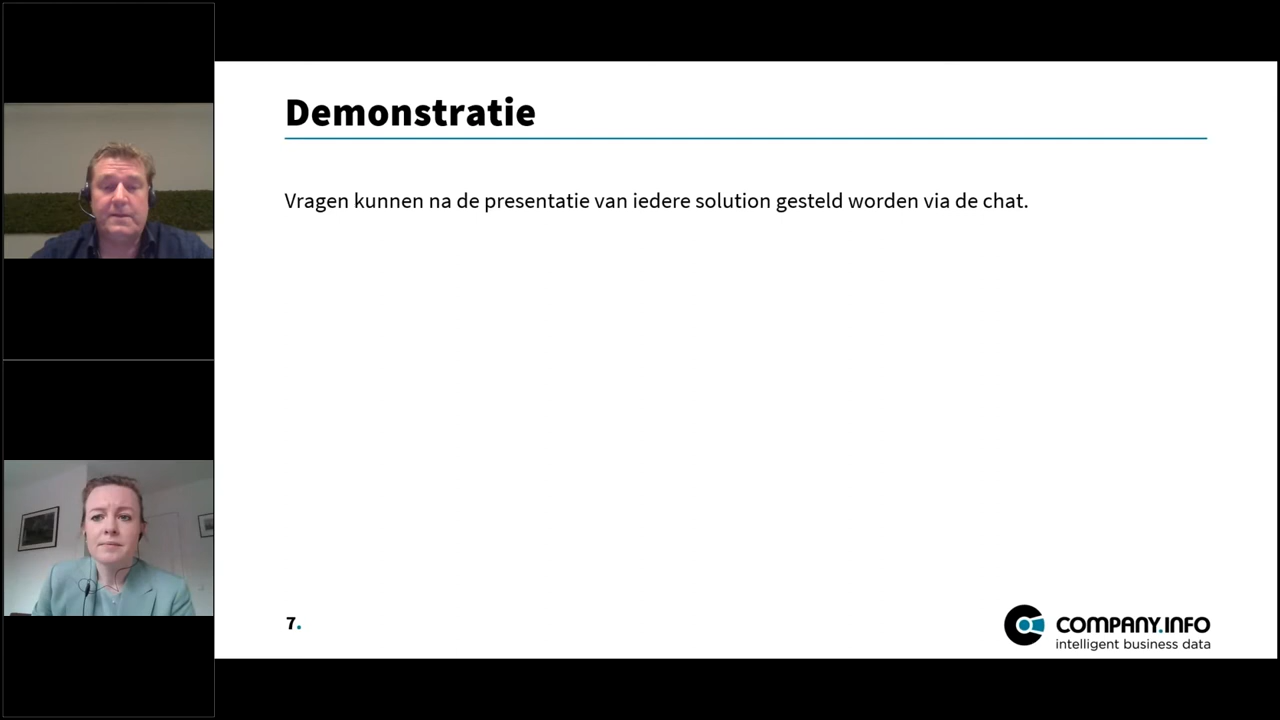 Demonstratie
Vragen kunnen na de presentatie van iedere solution gesteld worden via de chat.
7.
COMPANY.INFO
intelligent business data